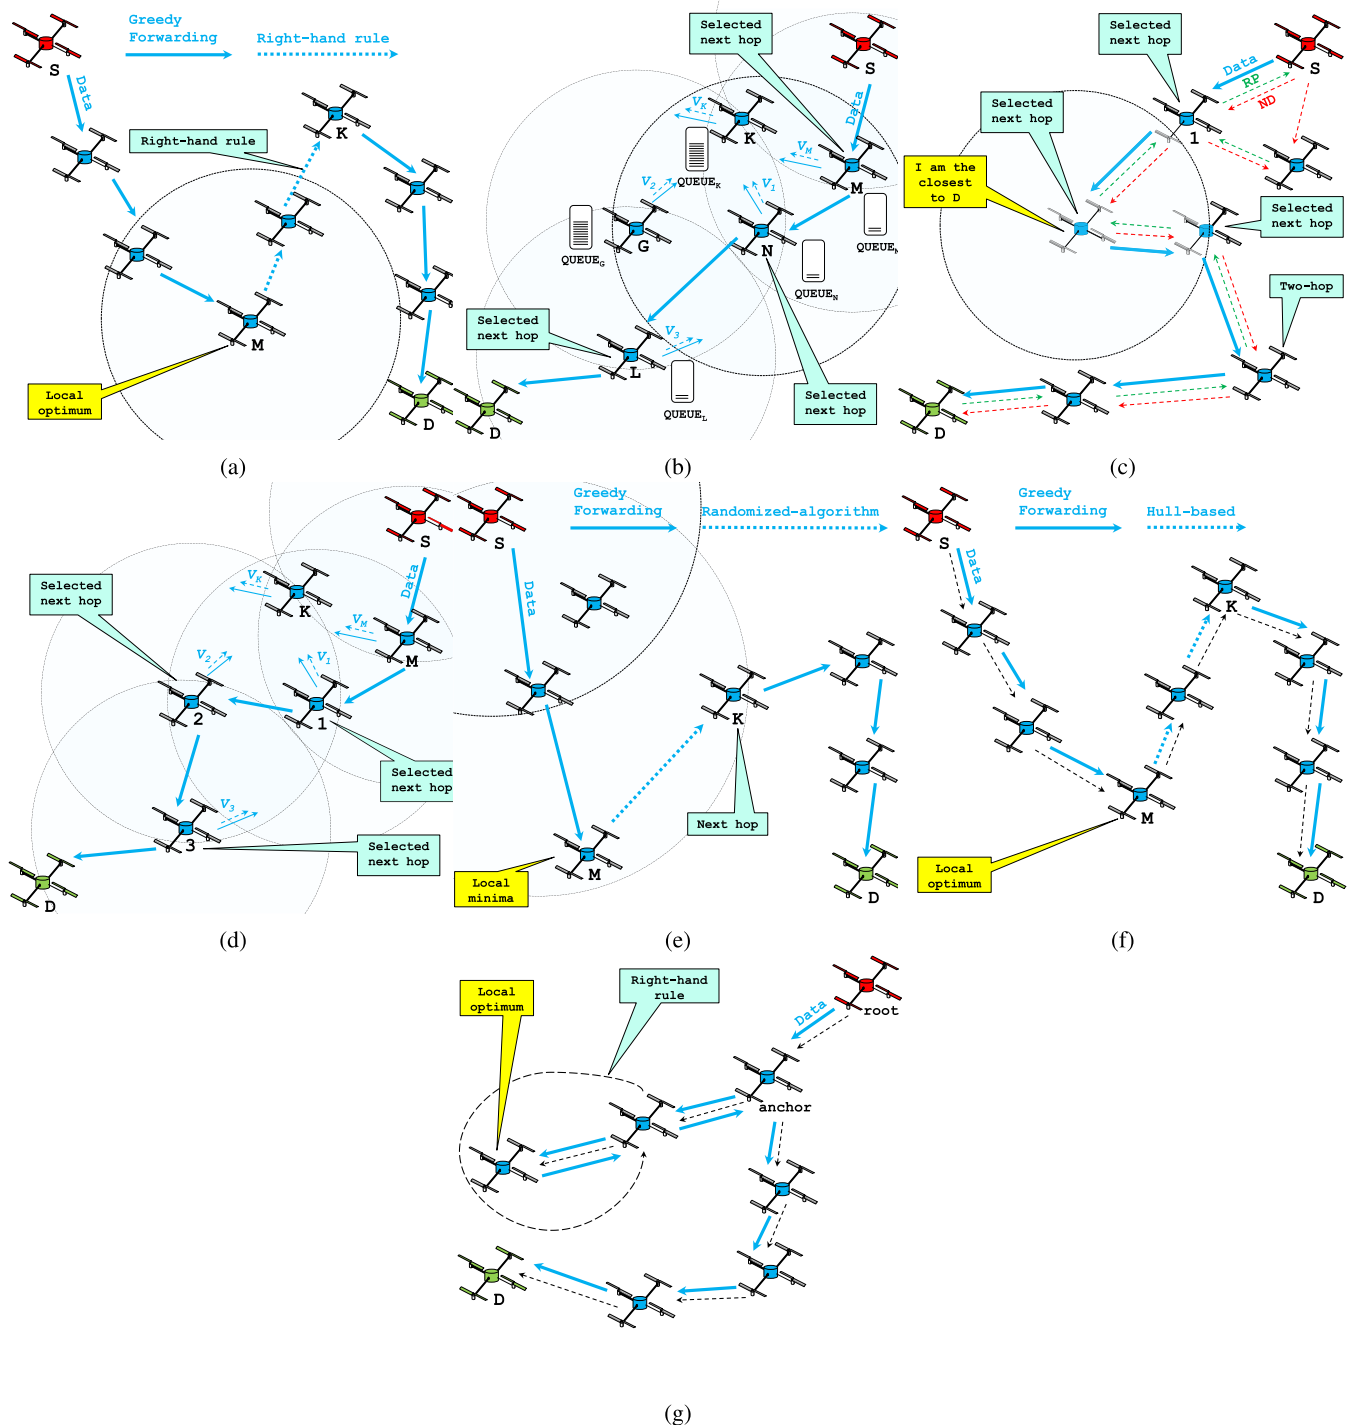 Greedy
Forwarding
Right-hand rule
S
Data
K
Right-hand rule
M
Local
optimum
D
(a)
Selected
next hop
S
Data
V_K
K
QUEUE_K
V_M
M
V_2
V_1
QUEUE_G
G
N
QUEUE_N
Selected
next hop
V_3
L
QUEUE_L
Selected
next hop
D
(b)
Selected
next hop
Data
S
RP
ND
Selected
next hop
1
I am the
closest
to D
Selected
next hop
Two-hop
D
(c)
S
Data
V_K
K
Selected
next hop
V_M
M
V_2
V_1
2
1
Selected
next hop
V_3
3
Selected
next hop
D
(d)
Greedy
Forwarding
Randomized-algorithm
Data
K
Next hop
M
Local
minima
D
(e)
Greedy
Forwarding
Hull-based
S
Data
K
M
Local
optimum
D
(f)
Right-hand
rule
Local
optimum
root
Data
anchor
D
(g)